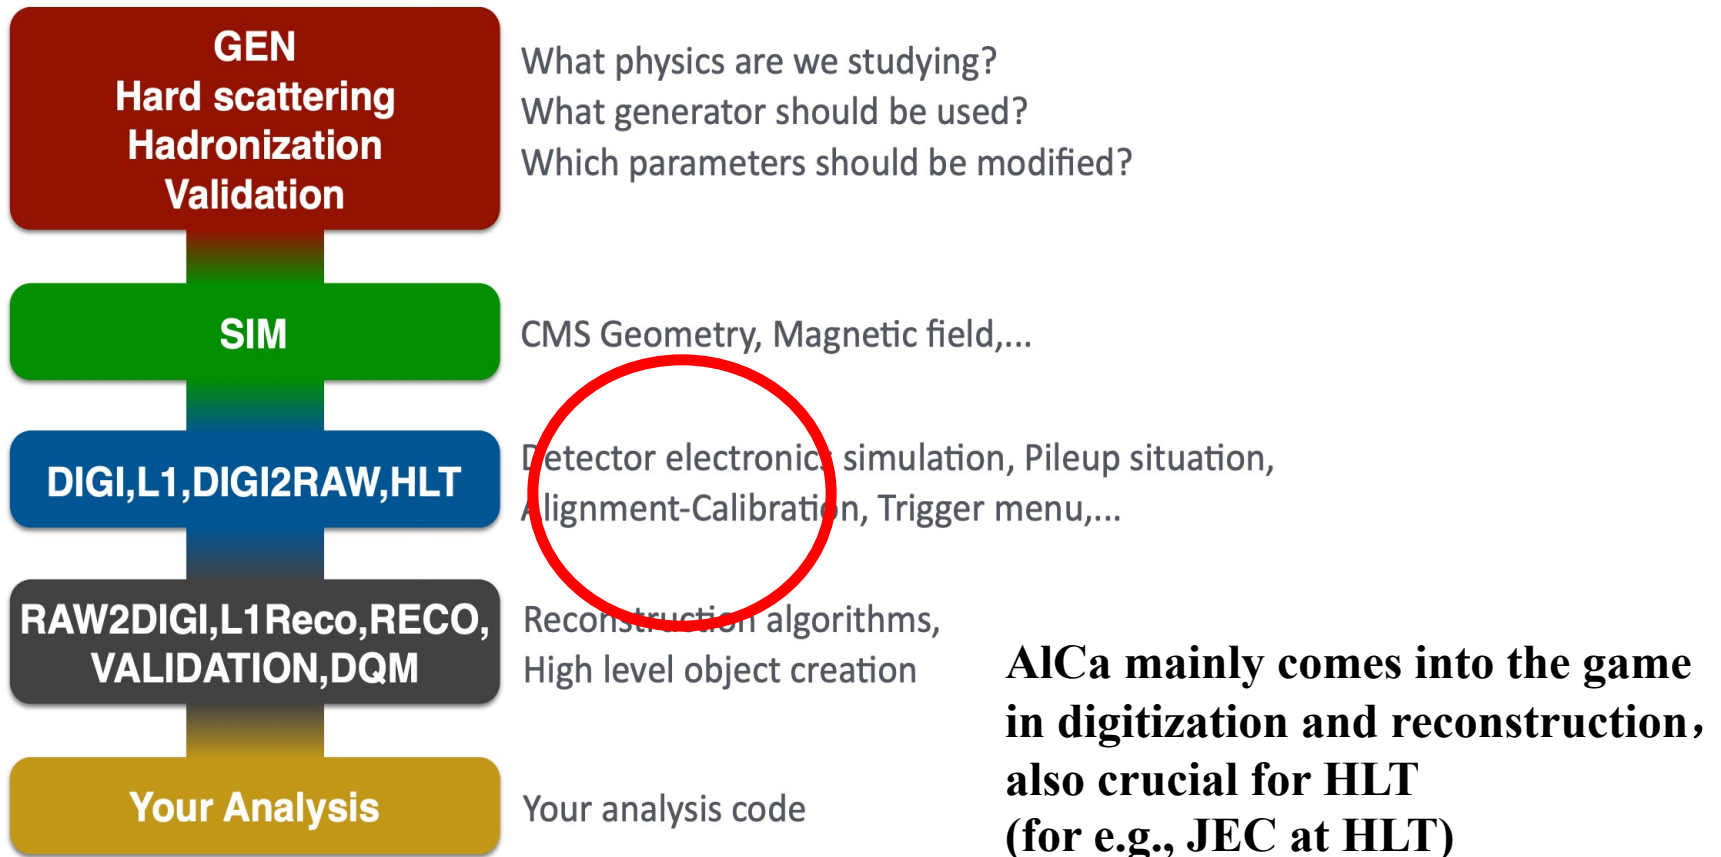 GEN
Hard scattering
Hadronization
Validation
What physics are we studying?
What generator should be used?
Which parameters should be modified?
SIM
CMS Geometry, Magnetic field,...
DIGI,L1,DIGI2RAW,HLT
Detector electronics simulation, Pileup situation,
Alignment-Calibration, Trigger menu,...
RAW2DIGI,L1Reco,RECO,
VALIDATION,DQM
Reconstruction algorithms,
High level object creation
AlCa mainly comes into the game
in digitization and reconstruction，
also crucial for HLT
(for e.g., JEC at HLT)
Your Analysis
Your analysis code